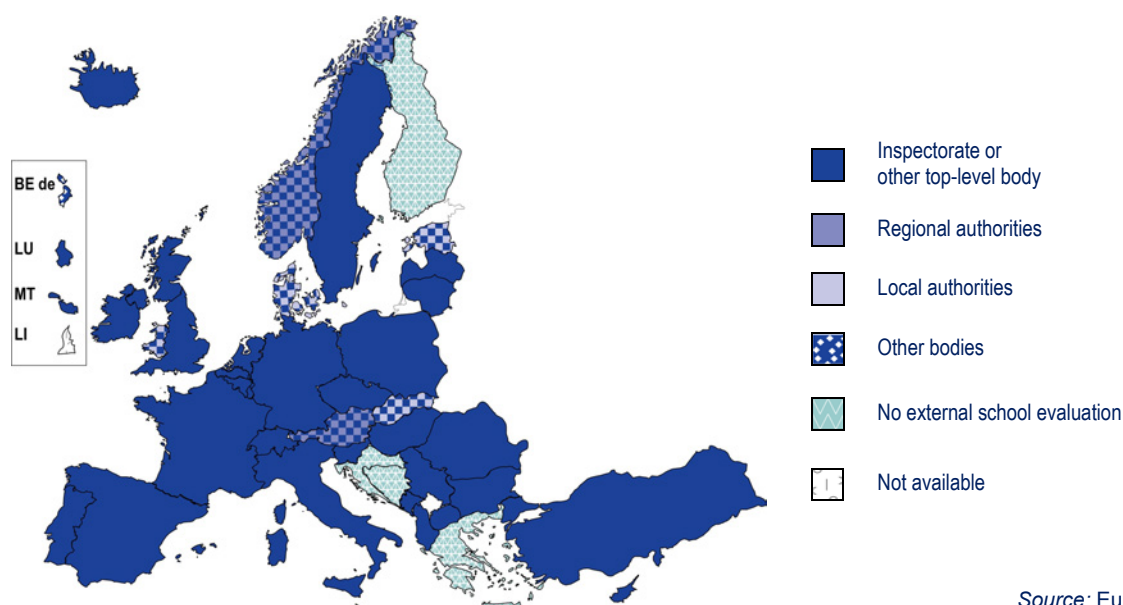 BE de
LU
MT
LI
Inspectorate or
other top-level body
Regional authorities
Local authorities
Other bodies
No external school evaluation
Not available
Source: Eu